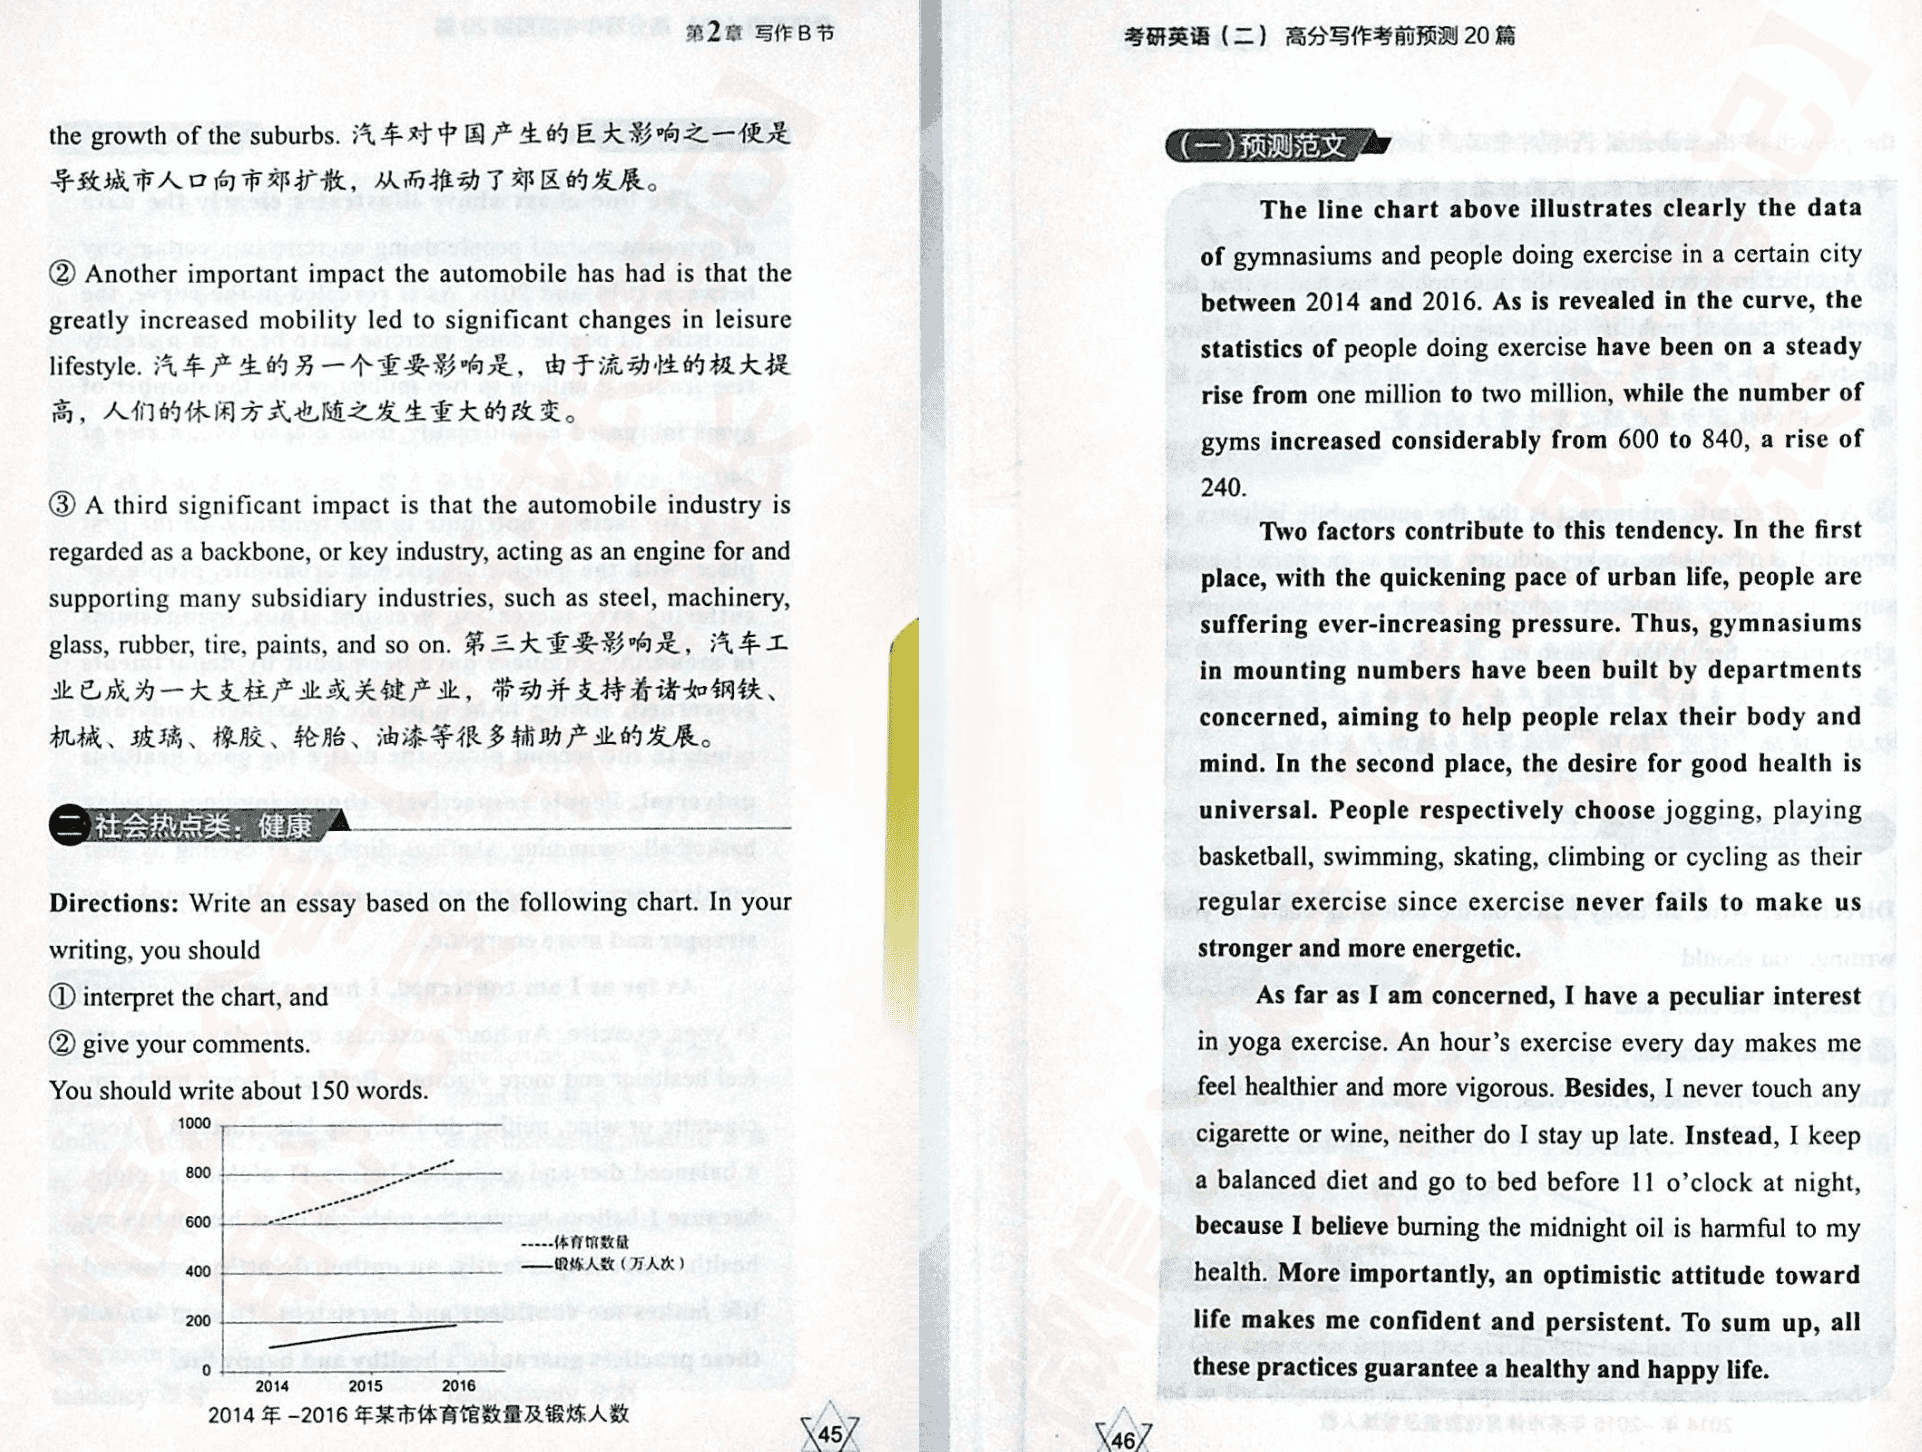 第2章 写作B节
the growth of the suburbs. 汽车对中国产生的巨大影响之一便是
导致城市人口向市郊扩散，从而推动了郊区的发展。
② Another important impact the automobile has had is that the
greatly increased mobility led to significant changes in leisure
lifestyle. 汽车产生的另一个重要影响是，由于流动性的极大提
高，人们的休闲方式也随之发生重大的改变。
③ A third significant impact is that the automobile industry is
regarded as a backbone, or key industry, acting as an engine for and
supporting many subsidiary industries, such as steel, machinery,
glass, rubber, tire, paints, and so on. 第三大重要影响是，汽车工
业已成为一大支柱产业或关键产业，带动并支持着诸如钢铁、
机械、玻璃、橡胶、轮胎、油漆等很多辅助产业的发展。
二 社会热点类：健康
Directions: Write an essay based on the following chart. In your
writing, you should
① interpret the chart, and
② give your comments.
You should write about 150 words.
1000
800
600
400
200
0
2014 2015 2016
-----体育馆数量
——锻炼人数（万人次）
2014年-2016年某市体育馆数量及锻炼人数
45
考研英语（二）高分写作考前预测20篇
（一）预测范文
The line chart above illustrates clearly the data
of gymnasiums and people doing exercise in a certain city
between 2014 and 2016. As is revealed in the curve, the
statistics of people doing exercise have been on a steady
rise from one million to two million, while the number of
gyms increased considerably from 600 to 840, a rise of
240.
Two factors contribute to this tendency. In the first
place, with the quickening pace of urban life, people are
suffering ever-increasing pressure. Thus, gymnasiums
in mounting numbers have been built by departments
concerned, aiming to help people relax their body and
mind. In the second place, the desire for good health is
universal. People respectively choose jogging, playing
basketball, swimming, skating, climbing or cycling as their
regular exercise since exercise never fails to make us
stronger and more energetic.
As far as I am concerned, I have a peculiar interest
in yoga exercise. An hour's exercise every day makes me
feel healthier and more vigorous. Besides, I never touch any
cigarette or wine, neither do I stay up late. Instead, I keep
a balanced diet and go to bed before 11 o'clock at night,
because I believe burning the midnight oil is harmful to my
health. More importantly, an optimistic attitude toward
life makes me confident and persistent. To sum up, all
these practices guarantee a healthy and happy life.
46